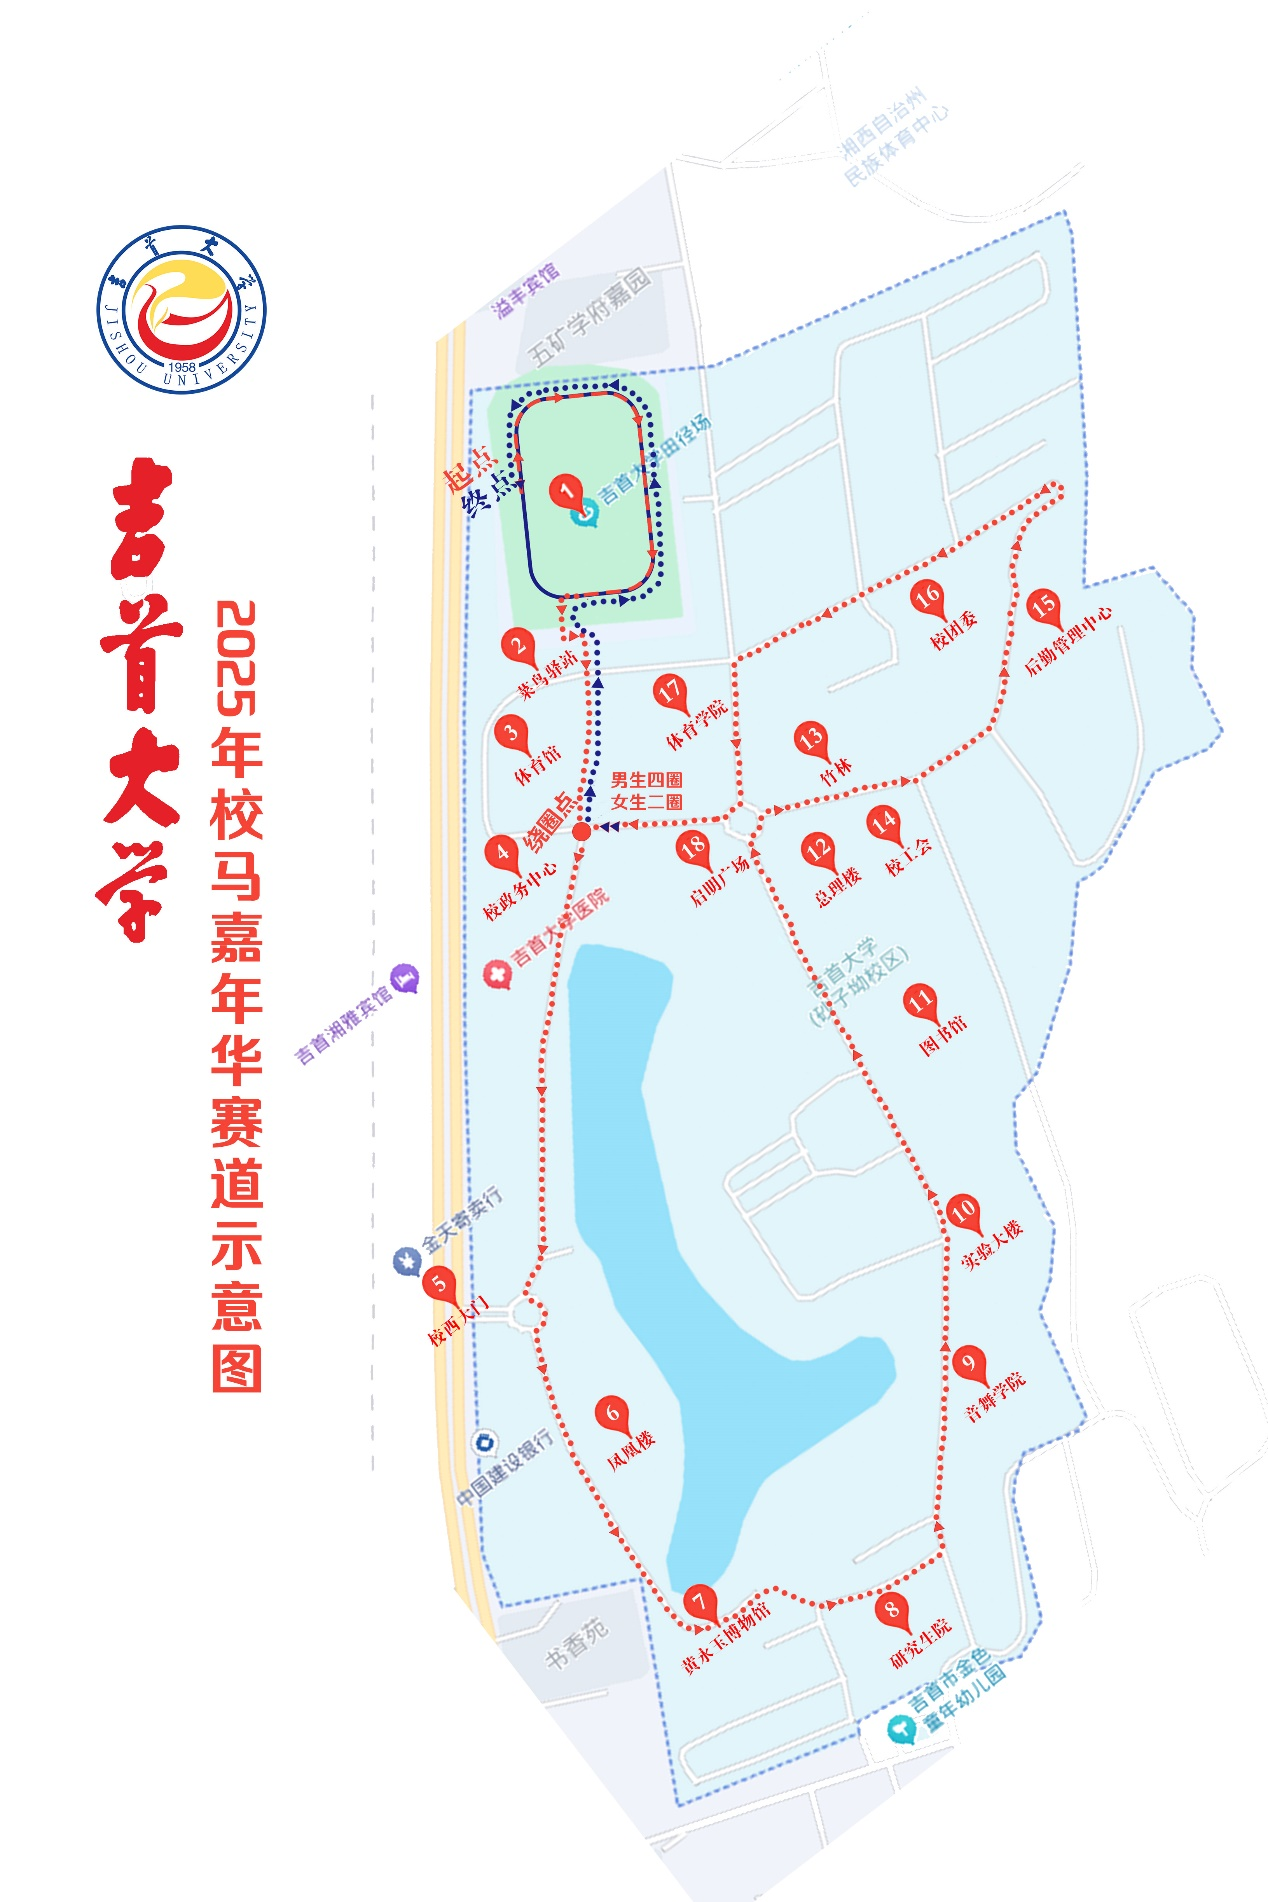 吉首大学
JISHOU UNIVERSITY
1958
吉首大学
2025年校马嘉年华赛道示意图
湘西自治州
民族体育中心
溢丰宾馆
五矿学府嘉园
起点
终点
1
吉首大学田径场
2
菜鸟驿站
3
体育馆
17
体育学院
16
校团委
15
后勤管理中心
13
竹林
男生四圈
女生二圈
绕圈点
4
校政务中心
18
启明广场
12
总理楼
14
校工会
吉首大学医院
吉首大学
(砂子坳校区)
11
图书馆
吉首湘雅宾馆
金天寄卖行
5
校西大门
10
实验大楼
9
音舞学院
6
凤凰楼
中国建设银行
7
黄永玉博物馆
8
研究生院
书香苑
吉首市金色
童年幼儿园